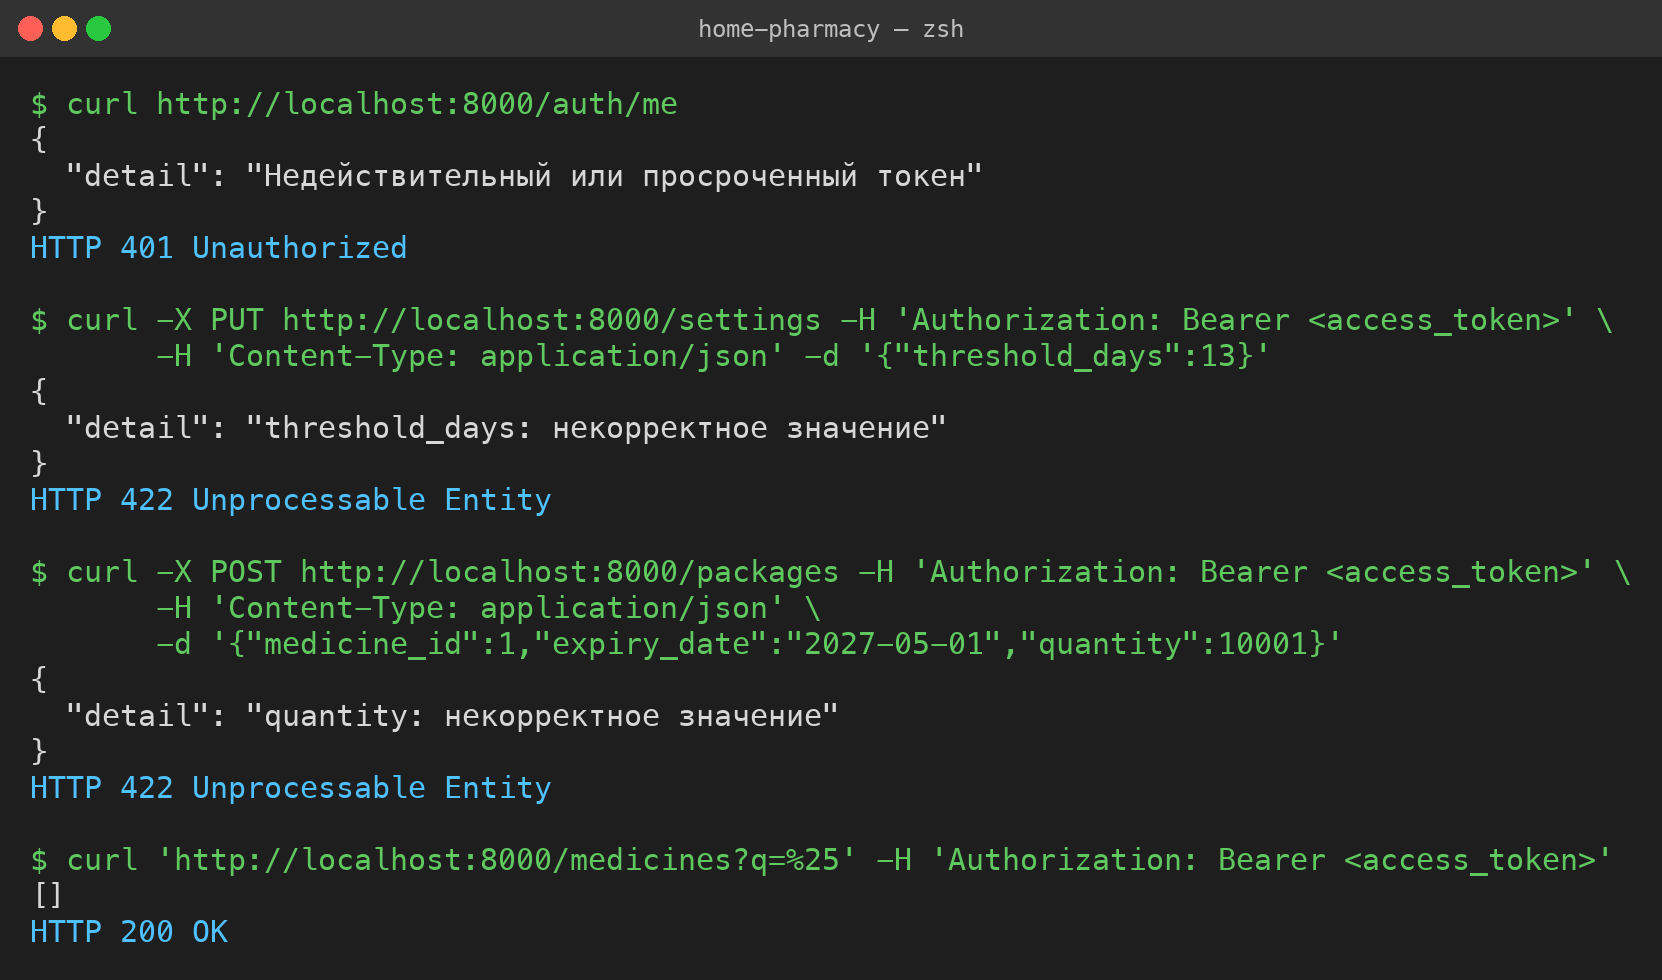 home-pharmacy — zsh
$ curl http://localhost:8000/auth/me
{
  "detail": "Недействительный или просроченный токен"
}
HTTP 401 Unauthorized
$ curl -X PUT http://localhost:8000/settings -H 'Authorization: Bearer <access_token>' \
       -H 'Content-Type: application/json' -d '{"threshold_days":13}'
{
  "detail": "threshold_days: некорректное значение"
}
HTTP 422 Unprocessable Entity
$ curl -X POST http://localhost:8000/packages -H 'Authorization: Bearer <access_token>' \
       -H 'Content-Type: application/json' \
       -d '{"medicine_id":1,"expiry_date":"2027-05-01","quantity":10001}'
{
  "detail": "quantity: некорректное значение"
}
HTTP 422 Unprocessable Entity
$ curl 'http://localhost:8000/medicines?q=%25' -H 'Authorization: Bearer <access_token>'
[]
HTTP 200 OK